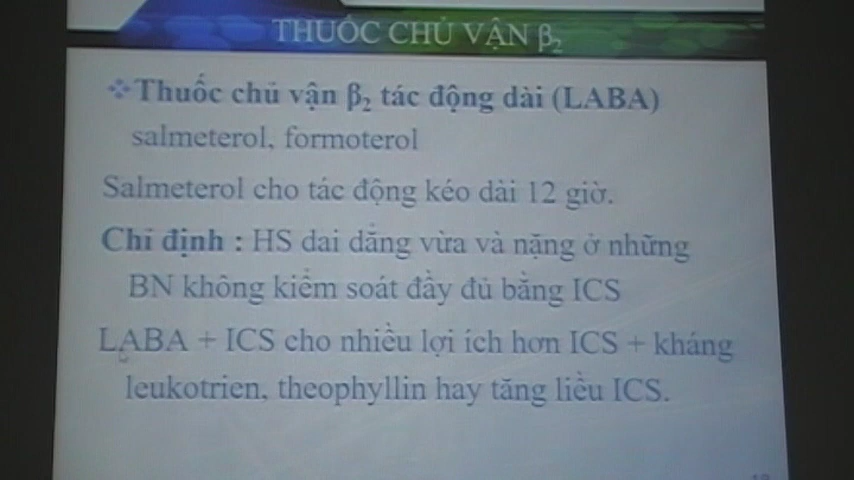 THUỐC CHỦ VẬN β₂
Thuốc chủ vận β₂ tác động dài (LABA)
salmeterol, formoterol
Salmeterol cho tác động kéo dài 12 giờ.
Chỉ định : HS dai dẳng vừa và nặng ở những
BN không kiểm soát đầy đủ bằng ICS
LABA + ICS cho nhiều lợi ích hơn ICS + kháng
leukotrien, theophyllin hay tăng liều ICS.